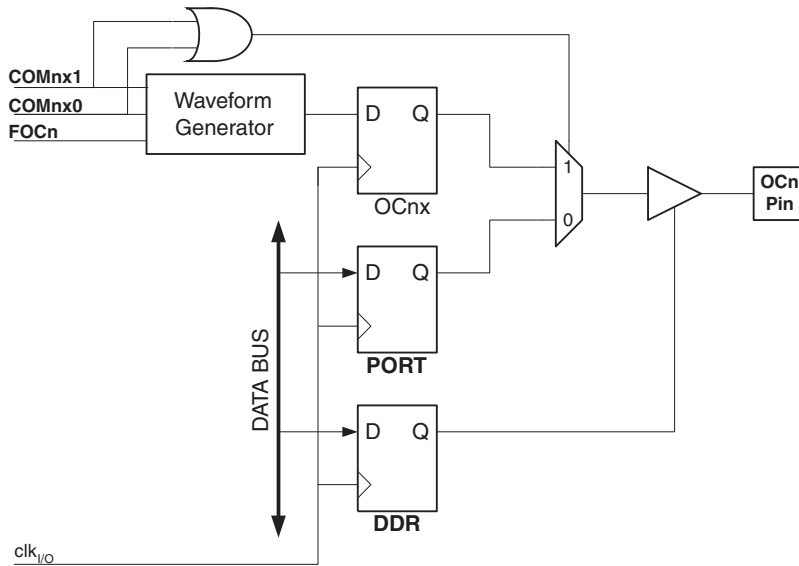 COMnx1
COMnx0
FOCn
Waveform
Generator
D Q
OCnx
1
0
OCn
Pin
D Q
PORT
DATA BUS
D Q
DDR
clkI/O